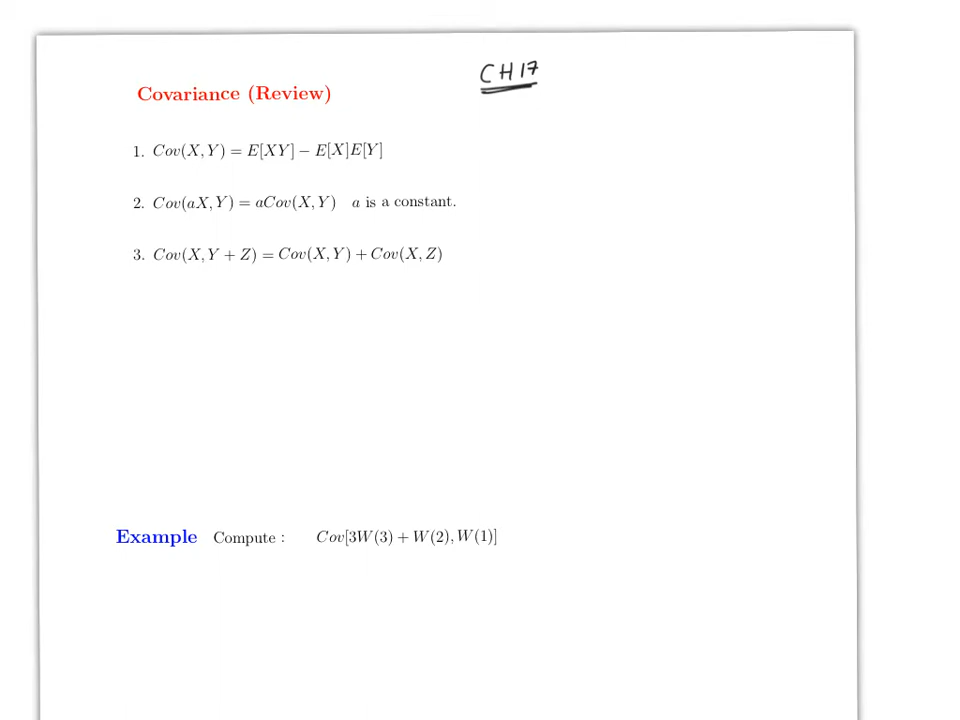 CH17
Covariance (Review)
1. Cov(X, Y) = E[XY] − E[X]E[Y]
2. Cov(aX, Y) = aCov(X, Y) a is a constant.
3. Cov(X, Y + Z) = Cov(X, Y) + Cov(X, Z)
Example Compute : Cov[3W(3) + W(2), W(1)]